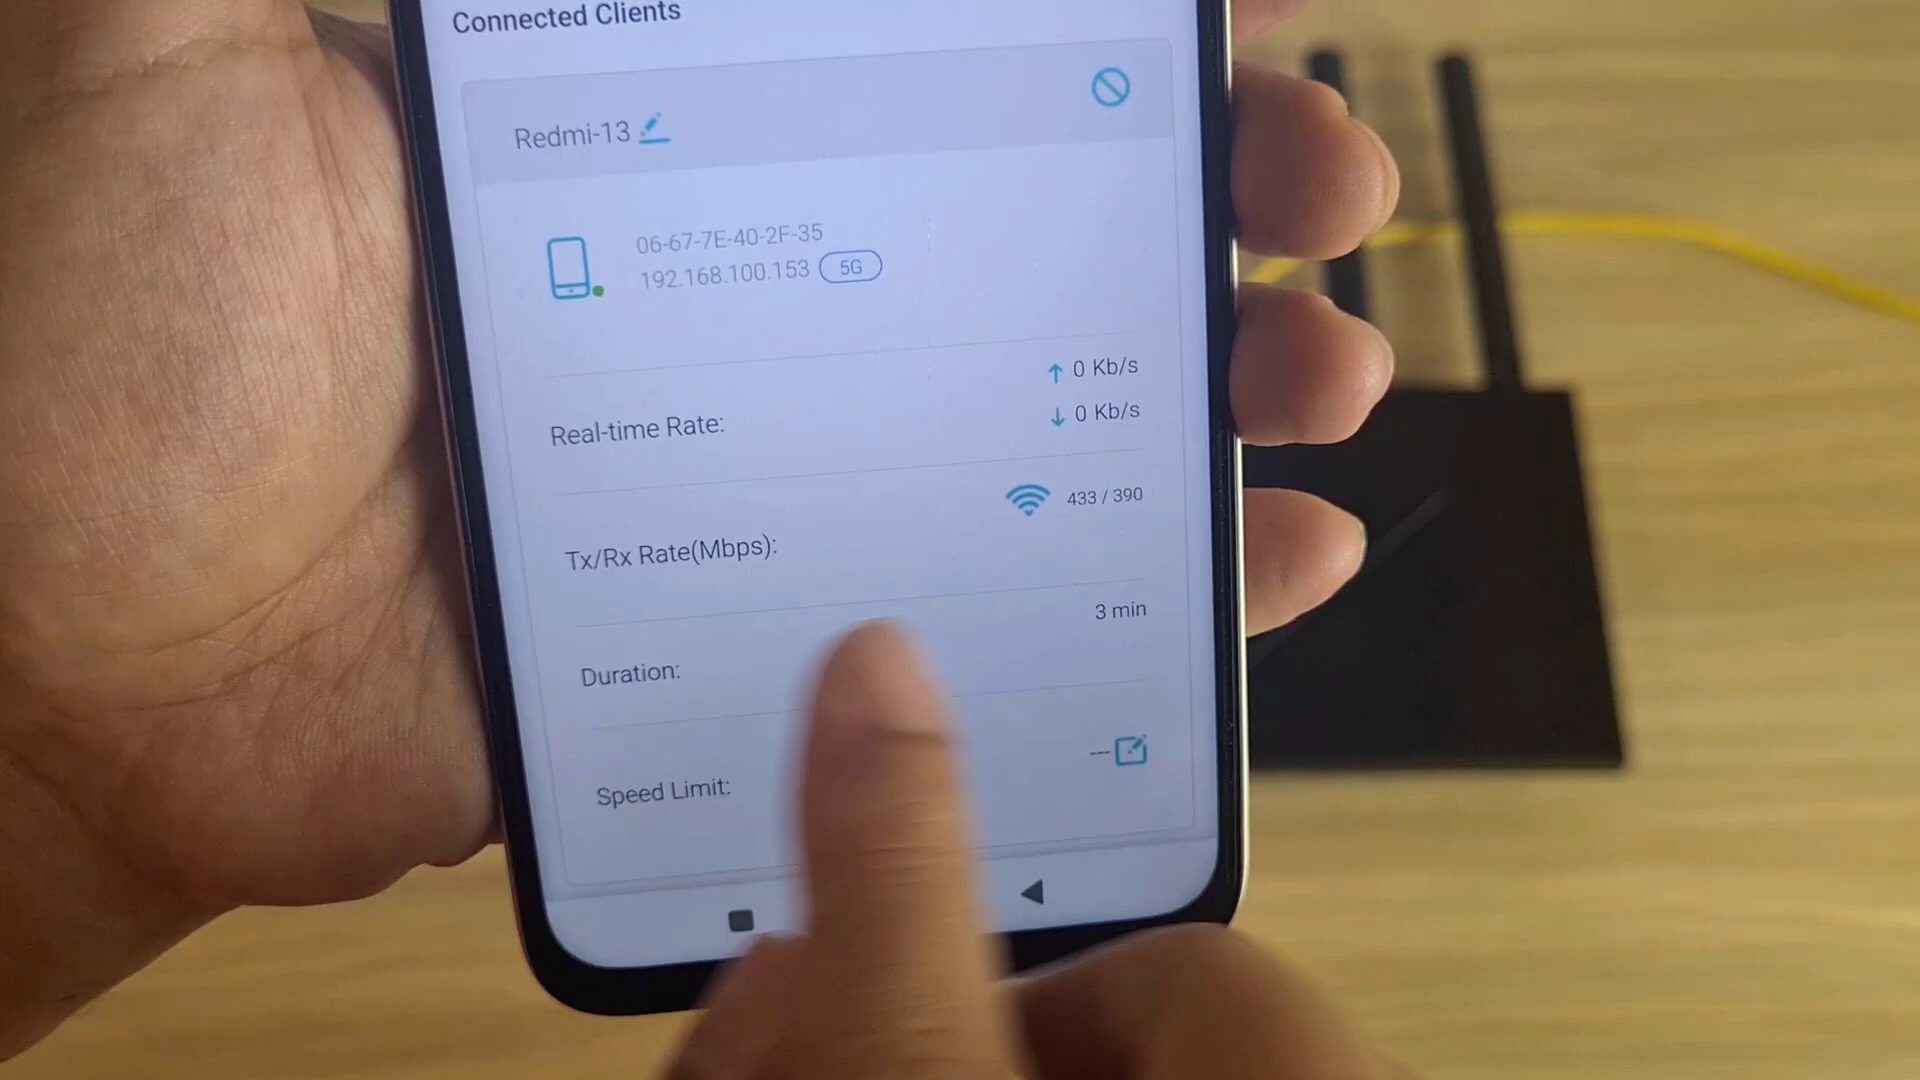 Connected Clients
Redmi-13
06-67-7E-40-2F-35
192.168.100.153 5G
↑ 0 Kb/s
Real-time Rate:
↓ 0 Kb/s
433 / 390
Tx/Rx Rate(Mbps):
3 min
Duration:
---
Speed Limit: